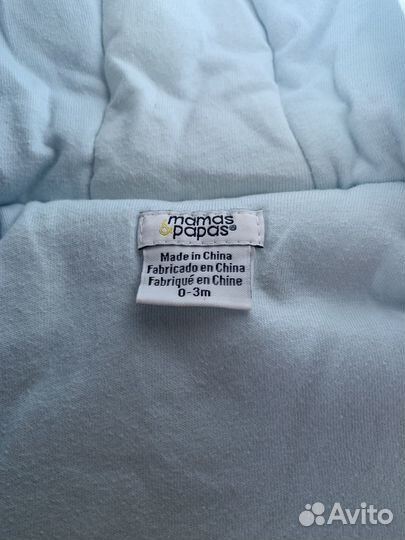 mamas
&papas®
Made in China
Fabricado en China
Fabriqué en Chine
0-3m
Avito